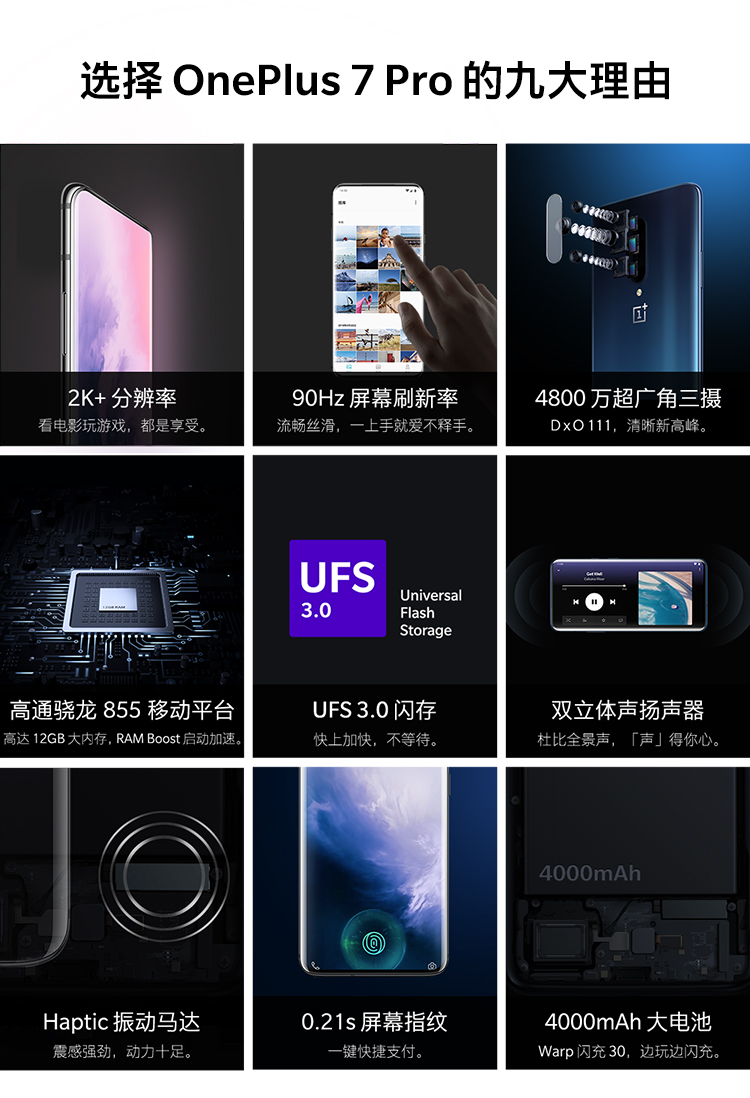 选择 OnePlus 7 Pro 的九大理由
2K+ 分辨率
看电影玩游戏，都是享受。
90Hz 屏幕刷新率
流畅丝滑，一上手就爱不释手。
4800 万超广角三摄
DxO 111，清晰新高峰。
12GB RAM
高通骁龙 855 移动平台
高达 12GB 大内存，RAM Boost 启动加速。
UFS
3.0
Universal
Flash
Storage
UFS 3.0 闪存
快上加快，不等待。
双立体声扬声器
杜比全景声，「声」得你心。
Haptic 振动马达
震感强劲，动力十足。
0.21s 屏幕指纹
一键快捷支付。
4000mAh
4000mAh 大电池
Warp 闪充 30，边玩边闪充。